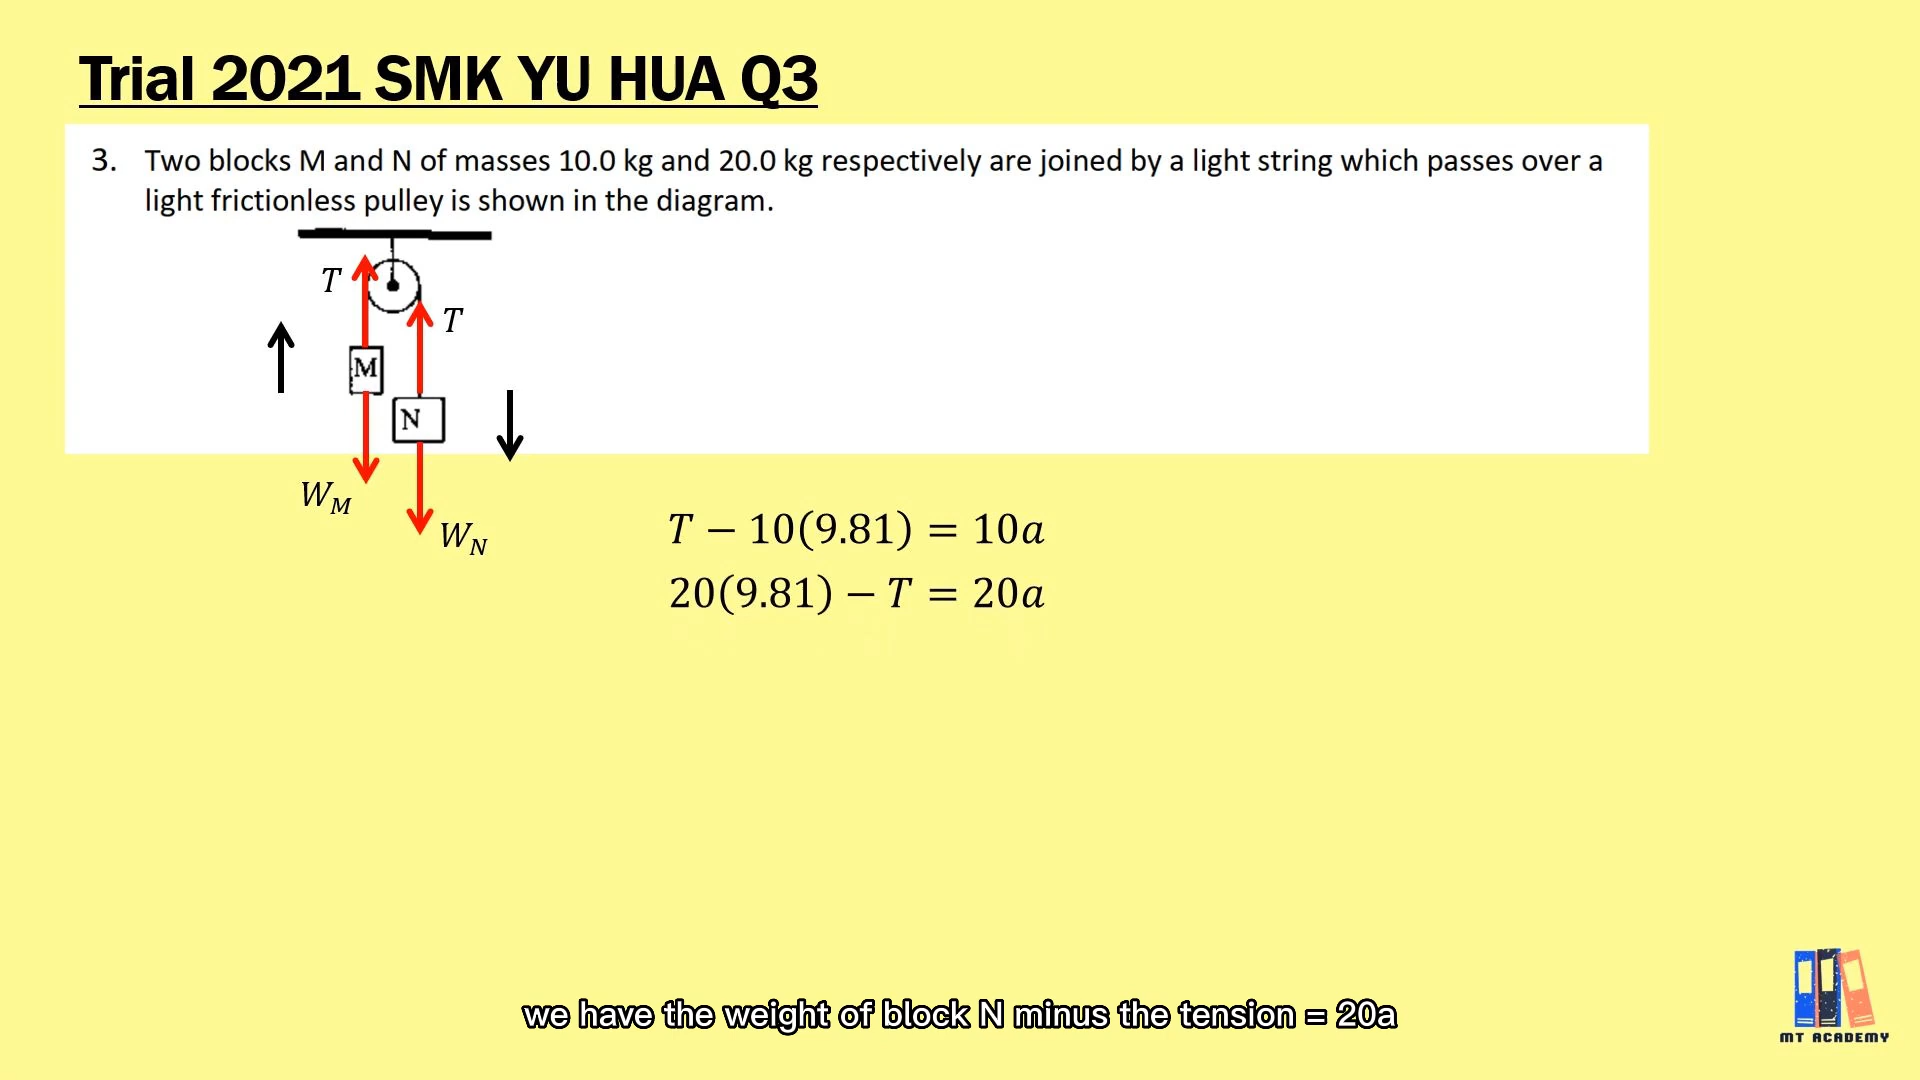 Trial 2021 SMK YU HUA Q3
3. Two blocks M and N of masses 10.0 kg and 20.0 kg respectively are joined by a light string which passes over a
light frictionless pulley is shown in the diagram.
T
T
M
N
W_M
W_N
T − 10(9.81) = 10a
20(9.81) − T = 20a
we have the weight of block N minus the tension = 20a
MT ACADEMY